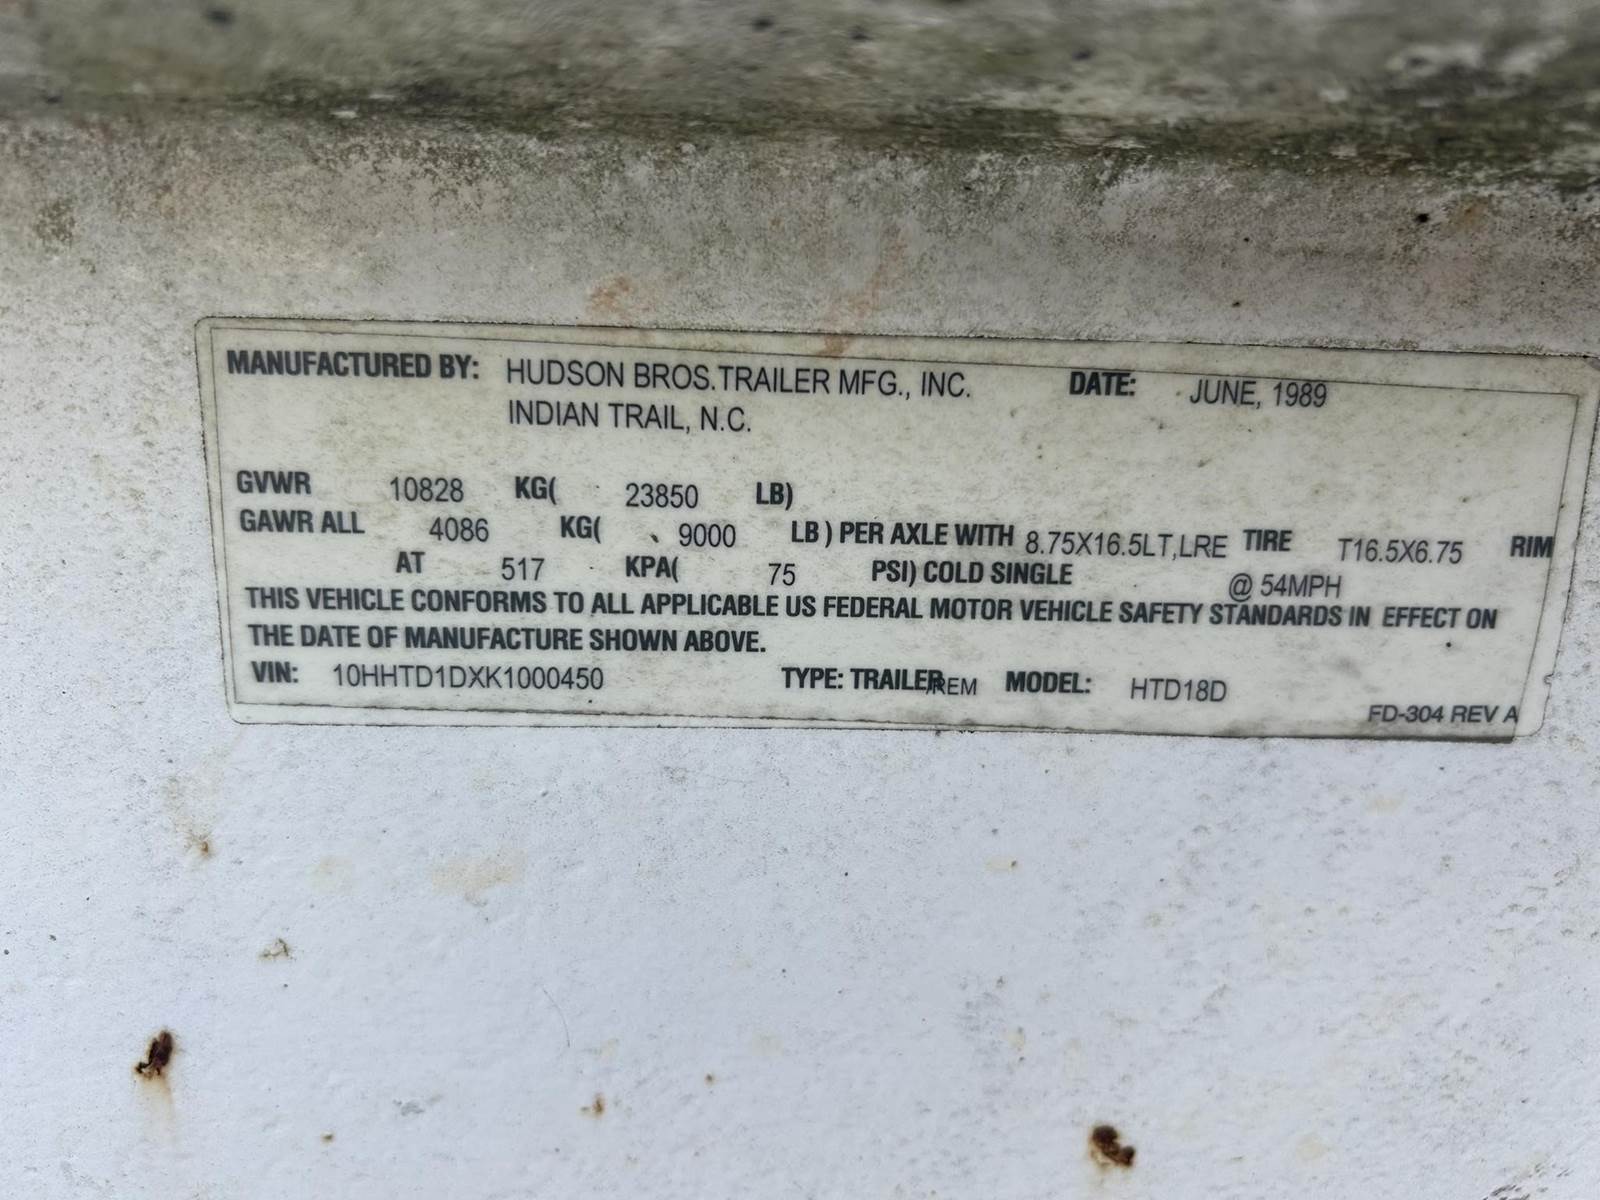 MANUFACTURED BY: HUDSON BROS.TRAILER MFG., INC. DATE: JUNE, 1989
INDIAN TRAIL, N.C.
GVWR 10828 KG( 23850 LB)
GAWR ALL 4086 KG( 9000 LB ) PER AXLE WITH 8.75X16.5LT,LRE TIRE T16.5X6.75 RIM
AT 517 KPA( 75 PSI) COLD SINGLE @ 54MPH
THIS VEHICLE CONFORMS TO ALL APPLICABLE US FEDERAL MOTOR VEHICLE SAFETY STANDARDS IN EFFECT ON
THE DATE OF MANUFACTURE SHOWN ABOVE.
VIN: 10HHTD1DXK1000450 TYPE: TRAILER/REM MODEL: HTD18D
FD-304 REV A